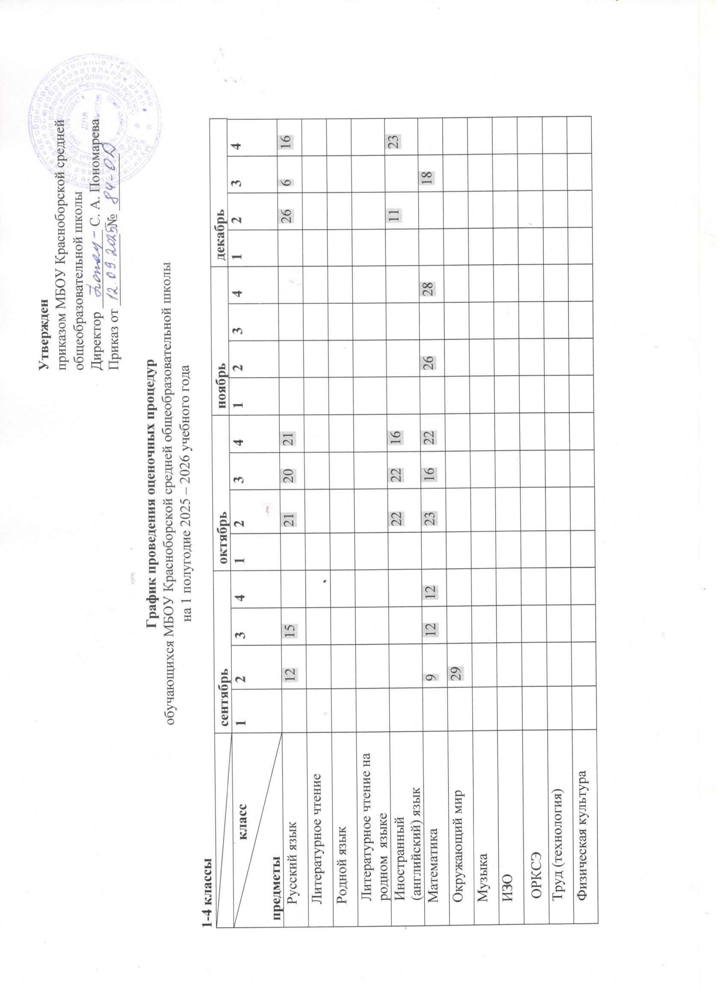 Утвержден
приказом МБОУ Красноборской средней
общеобразовательной школы
Директор С. А. Пономарева
Приказ от 12.09.2025 № 84-ОД
График проведения оценочных процедур
обучающихся МБОУ Красноборской средней общеобразовательной школы
на 1 полугодие 2025 – 2026 учебного года
1-4 классы
сентябрь октябрь ноябрь декабрь
класс 1 2 3 4 1 2 3 4 1 2 3 4 1 2 3 4
предметы
Русский язык 12 15 21 20 21 26 6 16
Литературное чтение
Родной язык
Литературное чтение на
родном языке
Иностранный 22 22 16 11 23
(английский) язык
Математика 9 12 12 23 16 22 26 28 18
Окружающий мир 29
Музыка
ИЗО
ОРКСЭ
Труд (технология)
Физическая культура